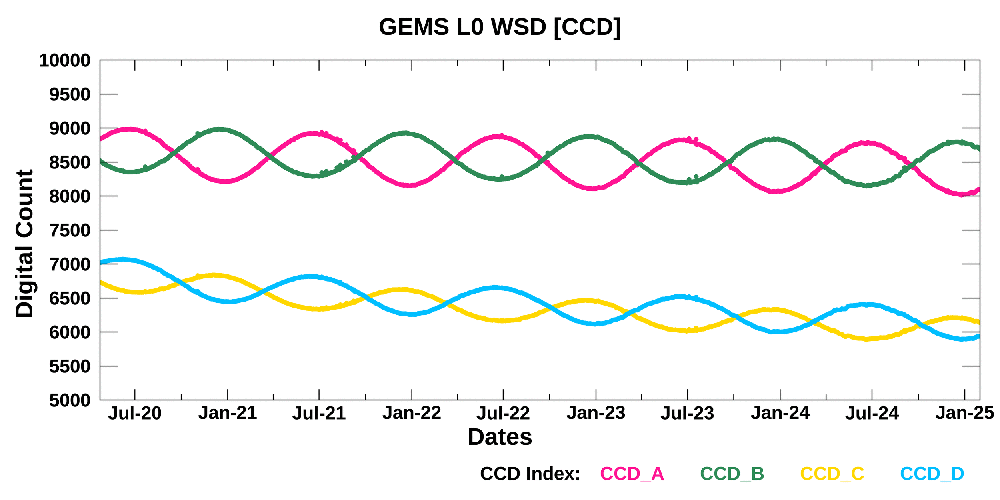 GEMS L0 WSD [CCD]
10000
9500
9000
8500
8000
7500
7000
6500
6000
5500
5000
Digital Count
Jul-20 Jan-21 Jul-21 Jan-22 Jul-22 Jan-23 Jul-23 Jan-24 Jul-24 Jan-25
Dates
CCD Index: CCD_A CCD_B CCD_C CCD_D